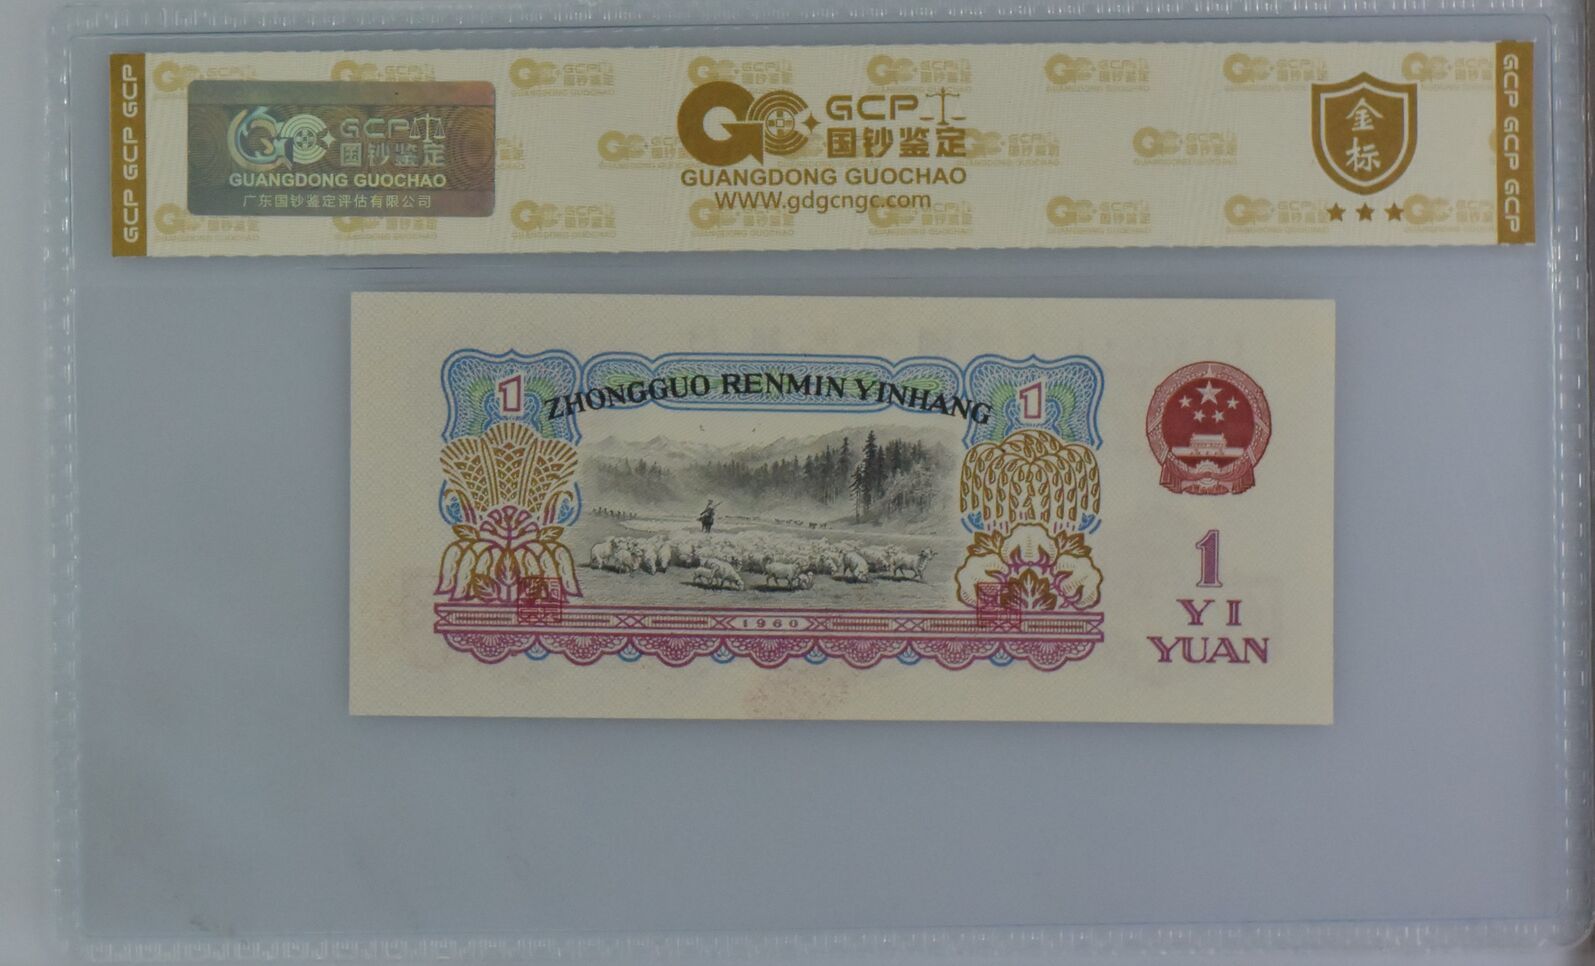 GCP GCP GCP
GCP
国钞鉴定
GUANGDONG GUOCHAO
广东国钞鉴定评估有限公司
GCP
国钞鉴定
GUANGDONG GUOCHAO
WWW.gdgcngc.com
金标
GCP GCP GCP
1
ZHONGGUO RENMIN YINHANG
1
1960
1
YI
YUAN